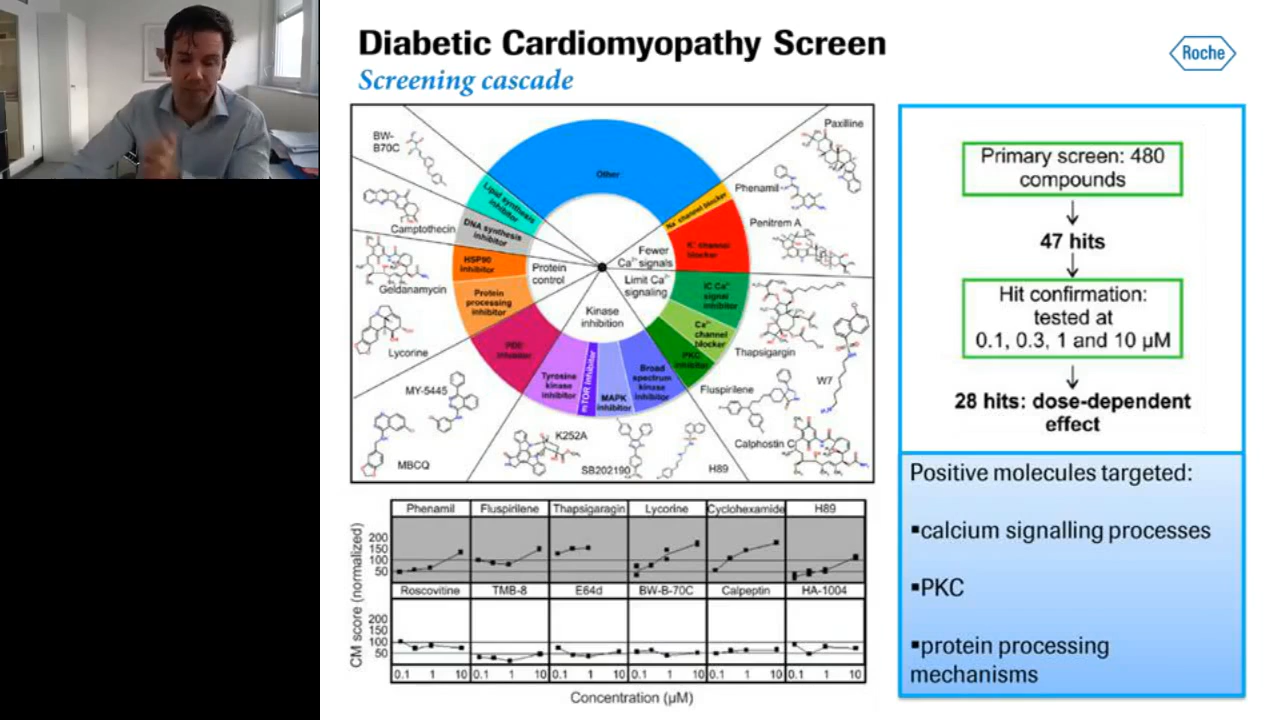 Diabetic Cardiomyopathy Screen
Screening cascade
Roche
BW-
B70C
Camptothecin
Geldanamycin
Lycorine
MY-5445
MBCQ
K252A
SB202190
H89
Calphostin C
Fluspirilene
W7
Thapsigargin
Penitrem A
Phenamil
Paxilline
Other
Lipid synthesis
inhibitor
DNA synthesis
inhibitor
HSP90
inhibitor
Protein
processing
inhibitor
PDE
inhibitor
Tyrosine
kinase
inhibitor
mTOR inhibitor
MAPK
inhibitor
Broad
spectrum
kinase
inhibitor
PKC
inhibitor
Ca²⁺
channel
blocker
IC Ca²⁺
signal
inhibitor
K⁺ channel
blocker
Na⁺ channel blocker
Protein
control
Fewer
Ca²⁺ signals
Limit Ca²⁺
signaling
Kinase
inhibition
Phenamil Fluspirilene Thapsigaragin Lycorine Cyclohexamide H89
200
150
100
50
Roscovitine TMB-8 E64d BW-B-70C Calpeptin HA-1004
200
150
100
50
CM score (normalized)
0.1 1 10 0.1 1 10 0.1 1 10 0.1 1 10 0.1 1 10 0.1 1 10
Concentration (µM)
Primary screen: 480
compounds
47 hits
Hit confirmation:
tested at
0.1, 0.3, 1 and 10 µM
28 hits: dose-dependent
effect
Positive molecules targeted:
▪calcium signalling processes
▪PKC
▪protein processing
mechanisms